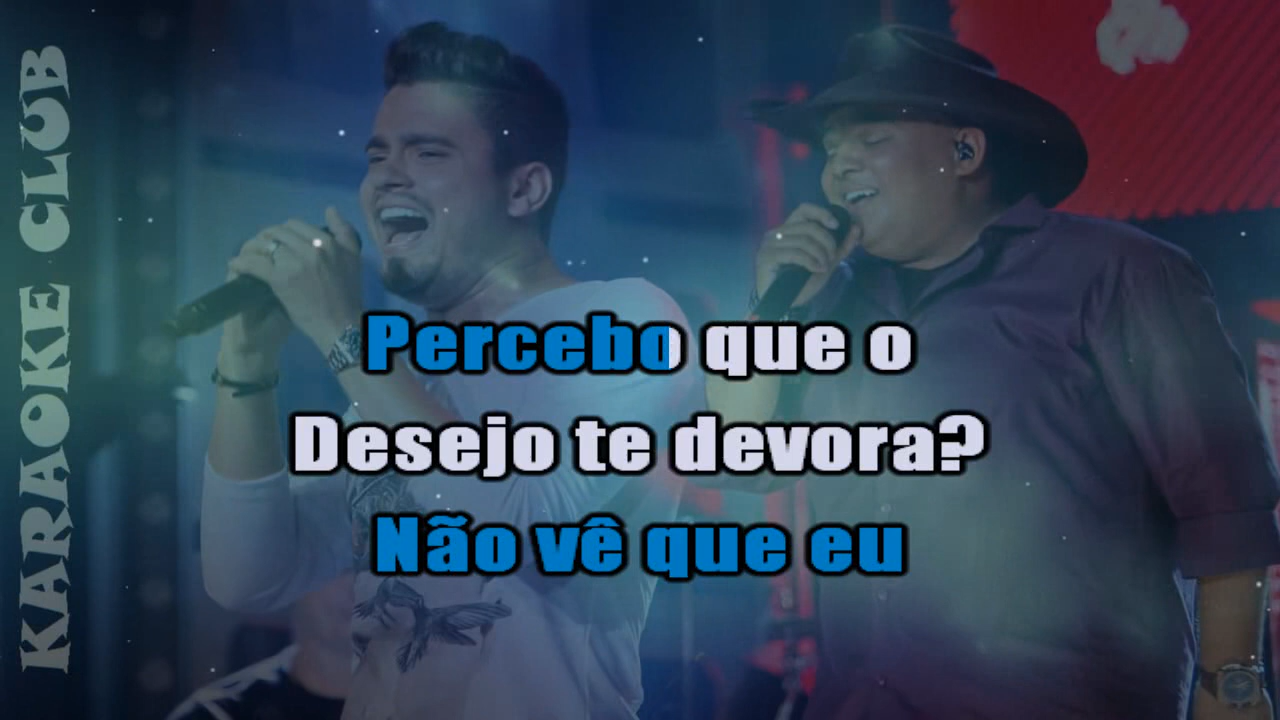 KARAOKE CLUB
Percebo que o
Desejo te devora?
Não vê que eu